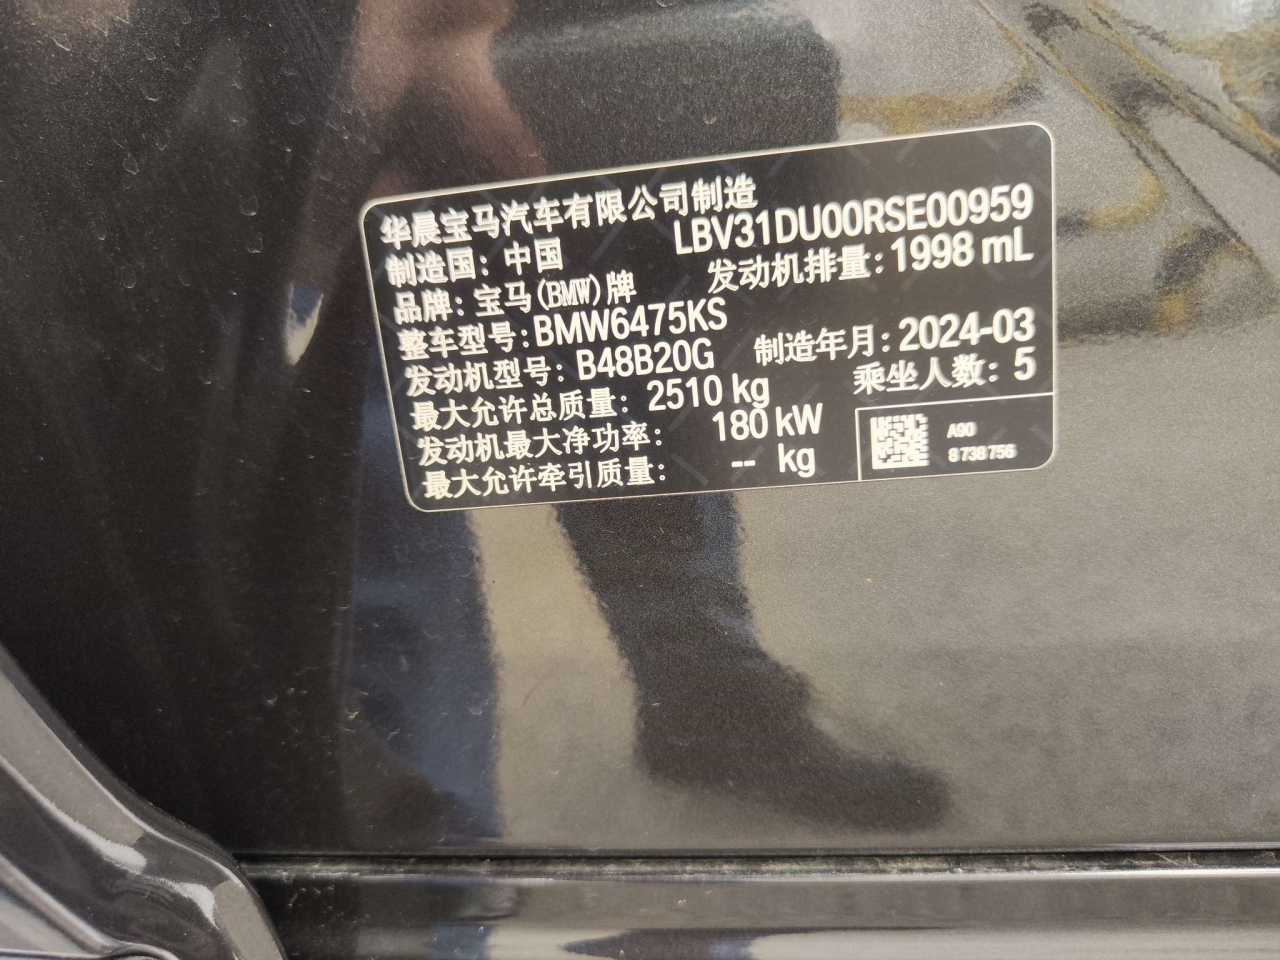 华晨宝马汽车有限公司制造
制造国: 中国 LBV31DU00RSE00959
品牌: 宝马(BMW)牌 发动机排量: 1998 mL
整车型号: BMW6475KS
发动机型号: B48B20G 制造年月: 2024-03
最大允许总质量: 2510 kg 乘坐人数: 5
发动机最大净功率: 180 kW
最大允许牵引质量: -- kg
A90
8 738 756